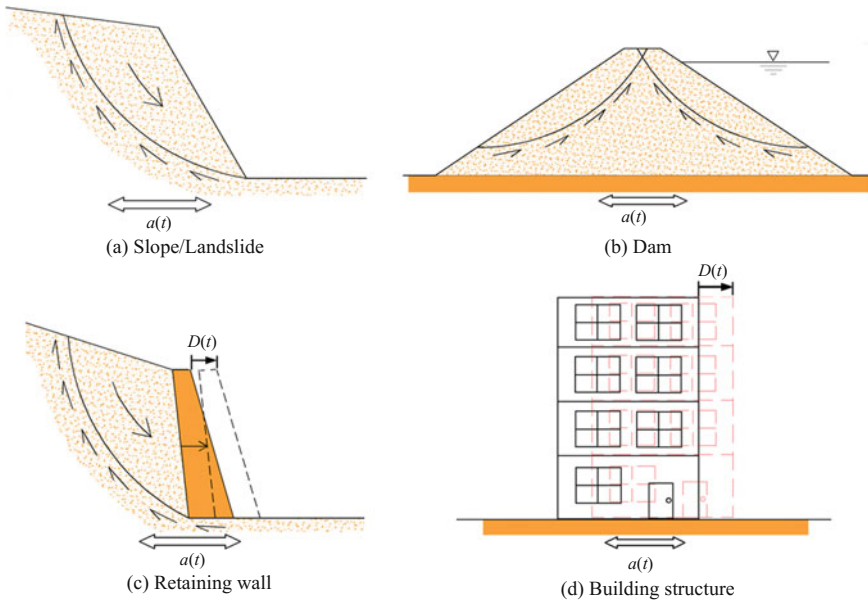 a(t)
(a) Slope/Landslide
a(t)
(b) Dam
D(t)
a(t)
(c) Retaining wall
D(t)
a(t)
(d) Building structure